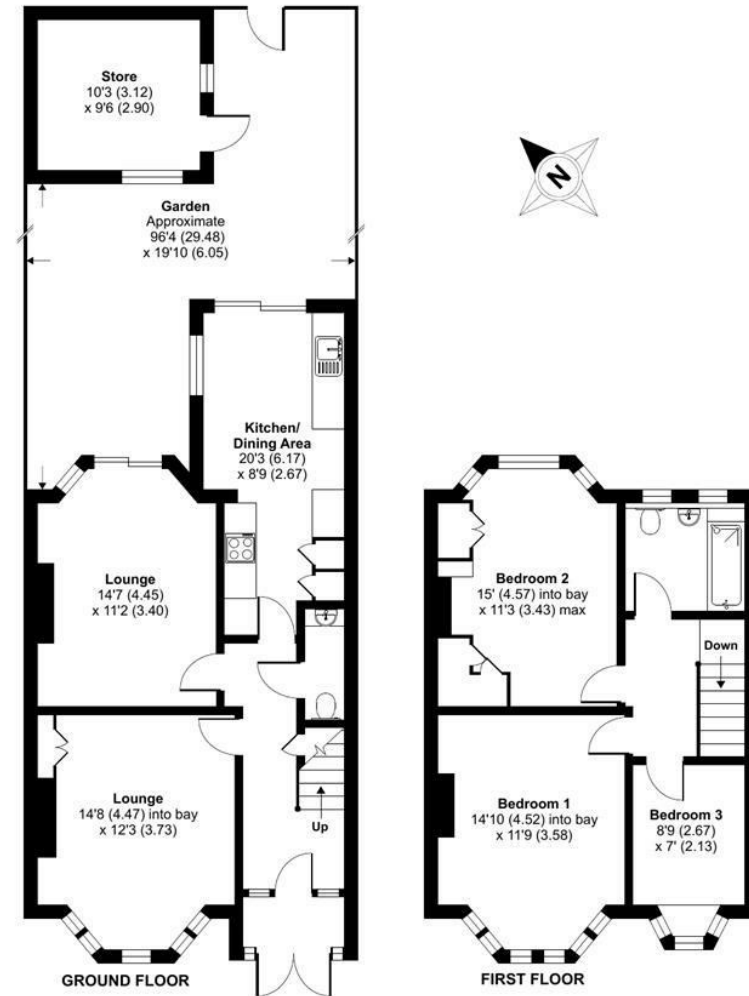 Store
10'3 (3.12)
x 9'6 (2.90)
N
Garden
Approximate
96'4 (29.48)
x 19'10 (6.05)
Kitchen/
Dining Area
20'3 (6.17)
x 8'9 (2.67)
Lounge
14'7 (4.45)
x 11'2 (3.40)
Lounge
14'8 (4.47) into bay
x 12'3 (3.73)
Up
GROUND FLOOR
Bedroom 2
15' (4.57) into bay
x 11'3 (3.43) max
Down
Bedroom 1
14'10 (4.52) into bay
x 11'9 (3.58)
Bedroom 3
8'9 (2.67)
x 7' (2.13)
FIRST FLOOR